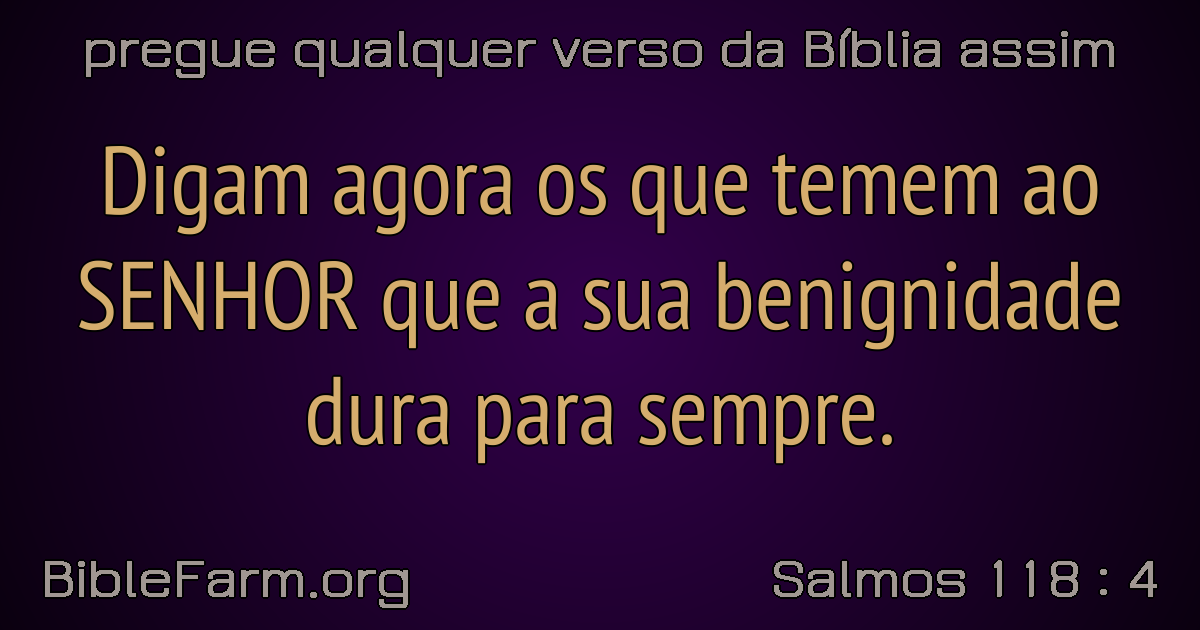 pregue qualquer verso da Bíblia assim
Digam agora os que temem ao
SENHOR que a sua benignidade
dura para sempre.
BibleFarm.org
Salmos 118 : 4